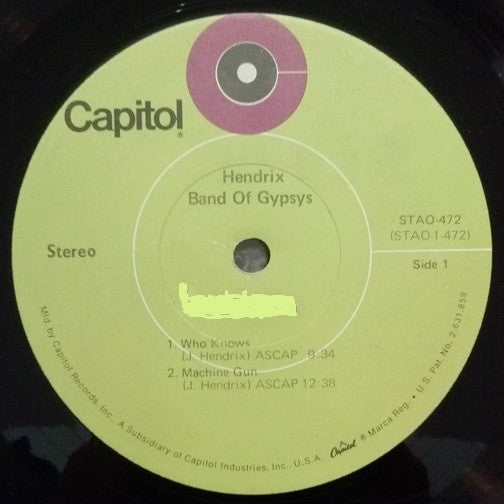 Capitol®
Hendrix
Band Of Gypsys
STAO-472
(STAO 1-472)
Stereo
Side 1
1. Who Knows
(J. Hendrix) ASCAP 9:34
2. Machine Gun
(J. Hendrix) ASCAP 12:38
Mfd. by Capitol Records, Inc., A Subsidiary of Capitol Industries, Inc., U.S.A. Capitol ® Marca Reg. • U.S. Pat. No. 2,631,859